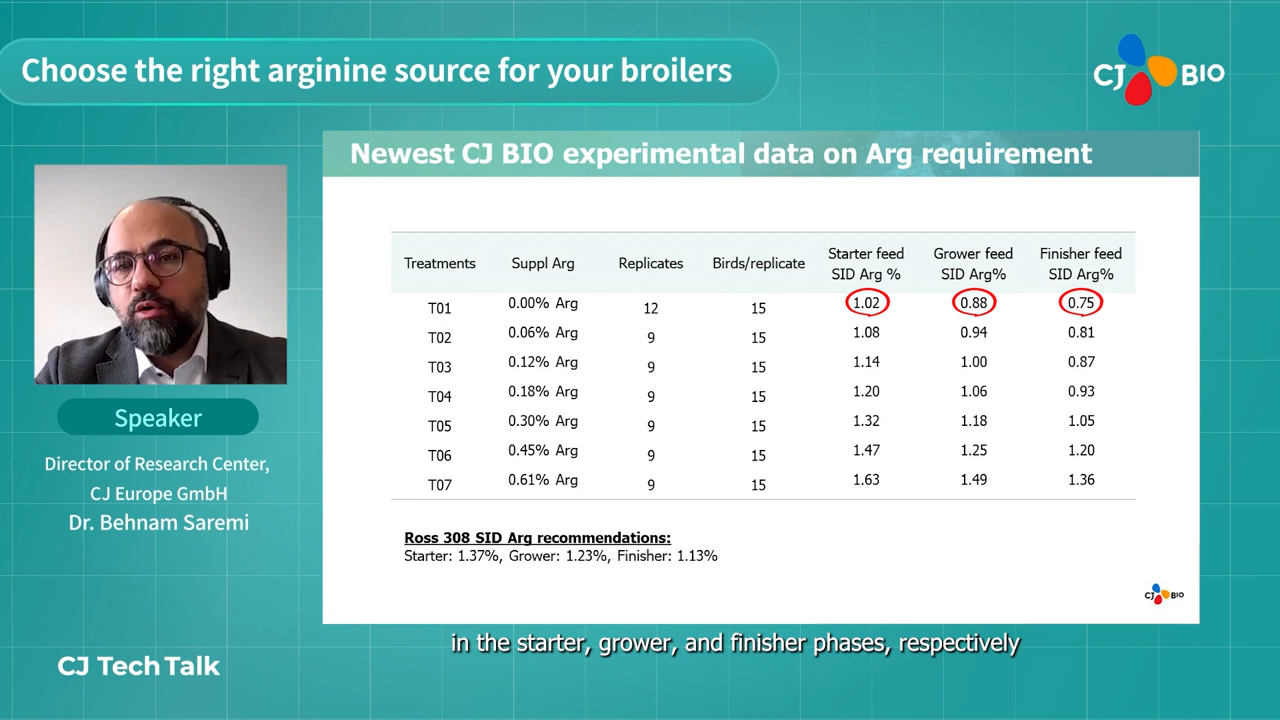 Choose the right arginine source for your broilers
CJ BIO
Newest CJ BIO experimental data on Arg requirement
Treatments Suppl Arg Replicates Birds/replicate Starter feed SID Arg % Grower feed SID Arg% Finisher feed SID Arg%
T01 0.00% Arg 12 15 1.02 0.88 0.75
T02 0.06% Arg 9 15 1.08 0.94 0.81
T03 0.12% Arg 9 15 1.14 1.00 0.87
T04 0.18% Arg 9 15 1.20 1.06 0.93
T05 0.30% Arg 9 15 1.32 1.18 1.05
T06 0.45% Arg 9 15 1.47 1.25 1.20
T07 0.61% Arg 9 15 1.63 1.49 1.36
Ross 308 SID Arg recommendations:
Starter: 1.37%, Grower: 1.23%, Finisher: 1.13%
CJ BIO
Speaker
Director of Research Center,
CJ Europe GmbH
Dr. Behnam Saremi
in the starter, grower, and finisher phases, respectively
CJ Tech Talk